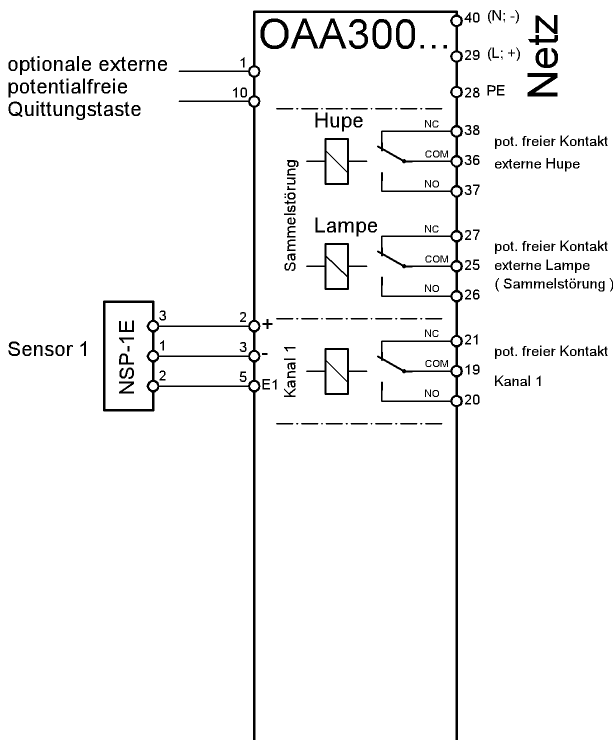 OAA300...
40 (N; -)
29 (L; +)
28 PE
Netz
optionale externe
potentialfreie
Quittungstaste
1
10
Sammelstörung
Hupe
NC
38
COM
36
NO
37
pot. freier Kontakt
externe Hupe
Lampe
NC
27
COM
25
NO
26
pot. freier Kontakt
externe Lampe
( Sammelstörung )
Sensor 1
NSP-1E
3
1
2
2
+
3
-
5
E1
Kanal 1
NC
21
COM
19
NO
20
pot. freier Kontakt
Kanal 1